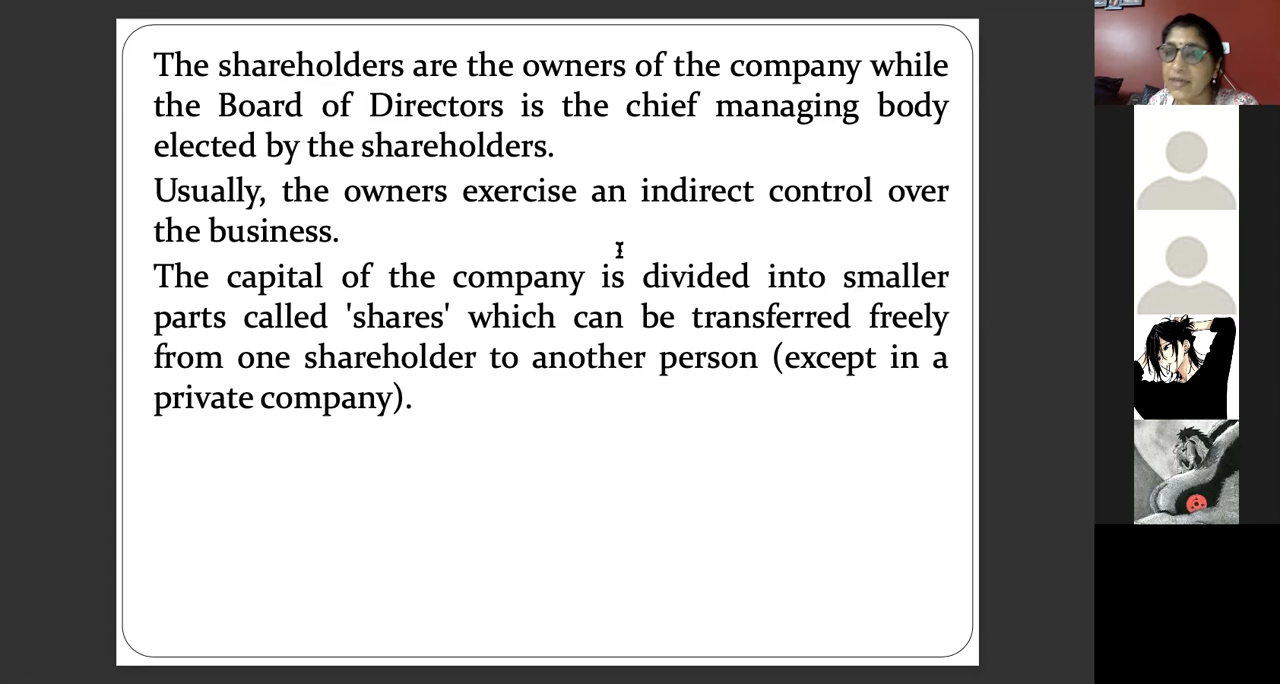 The shareholders are the owners of the company while
the Board of Directors is the chief managing body
elected by the shareholders.
Usually, the owners exercise an indirect control over
the business.
The capital of the company is divided into smaller
parts called 'shares' which can be transferred freely
from one shareholder to another person (except in a
private company).